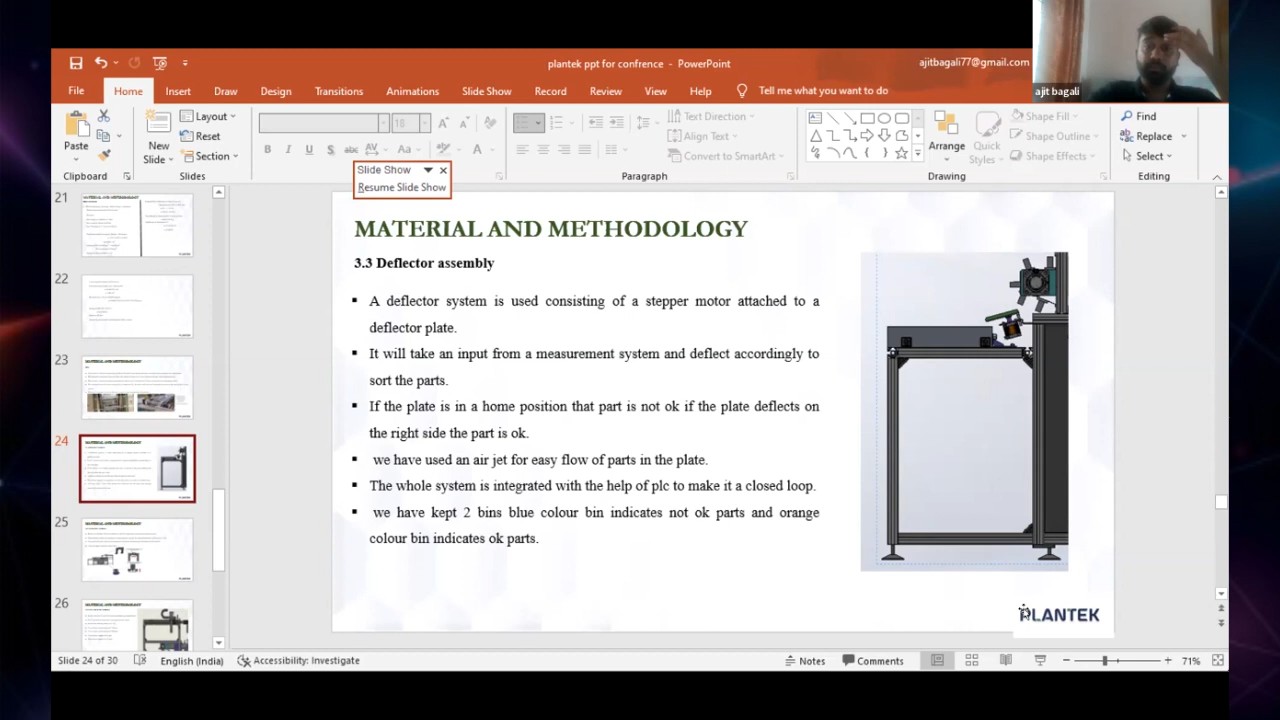 plantek ppt for confrence - PowerPoint
ajitbagali77@gmail.com
ajit bagali
File Home Insert Draw Design Transitions Animations Slide Show Record Review View Help Tell me what you want to do
Paste
Clipboard
New Slide
Layout
Reset
Section
Slides
18
B I U S ab AV Aa A
Text Direction
Align Text
Convert to SmartArt
Paragraph
Arrange
Quick Styles
Shape Fill
Shape Outline
Shape Effects
Drawing
Find
Replace
Select
Editing
Slide Show
Resume Slide Show
21
22
23
24
25
26
MATERIAL AND METHODOLOGY
3.3 Deflector assembly
▪ A deflector system is used consisting of a stepper motor attached to a
deflector plate.
▪ It will take an input from a measurement system and deflect accordingly to
sort the parts.
▪ If the plate is in a home position that part is not ok if the plate deflects on
the right side the part is ok.
▪ we have used an air jet for easy flow of parts in the plate.
▪ The whole system is integrated with the help of plc to make it a closed loop.
▪ we have kept 2 bins blue colour bin indicates not ok parts and orange
colour bin indicates ok parts.
PLANTEK
Slide 24 of 30 English (India) Accessibility: Investigate Notes Comments 71%